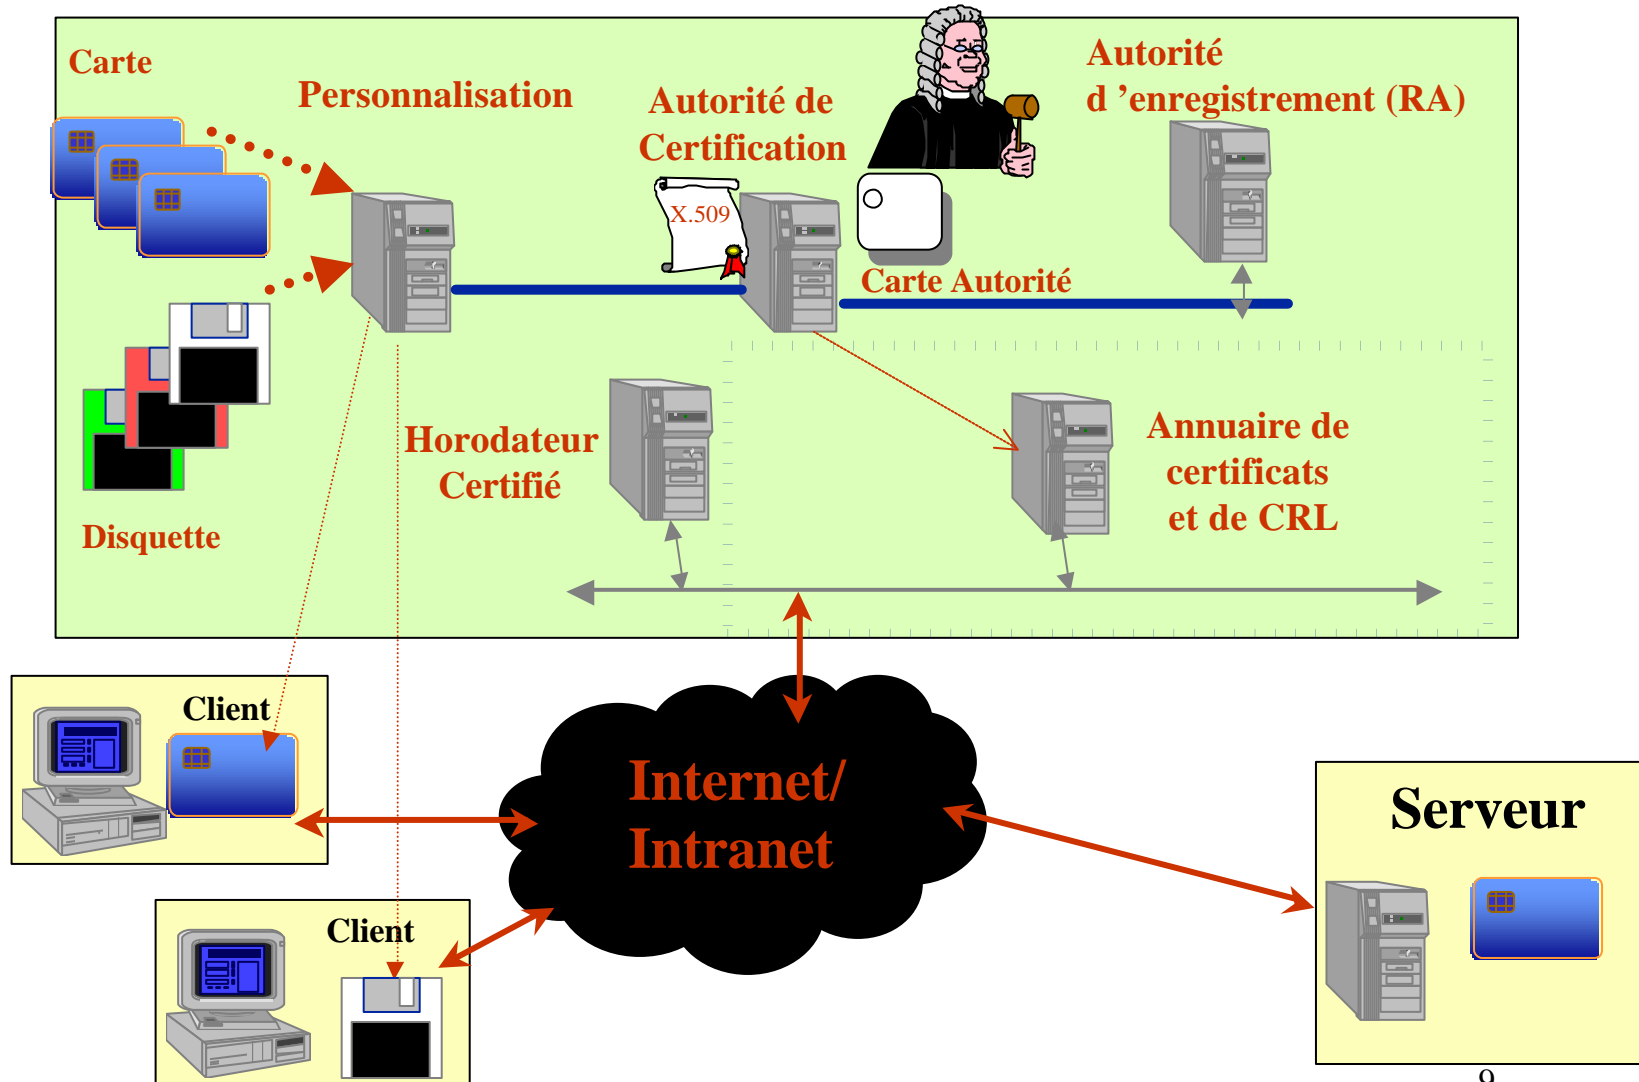 Carte
Personnalisation
Autorité de
Certification
Autorité
d ’enregistrement (RA)
X.509
Carte Autorité
Horodateur
Certifié
Annuaire de
certificats
et de CRL
Disquette
Client
Internet/
Intranet
Serveur
Client
9